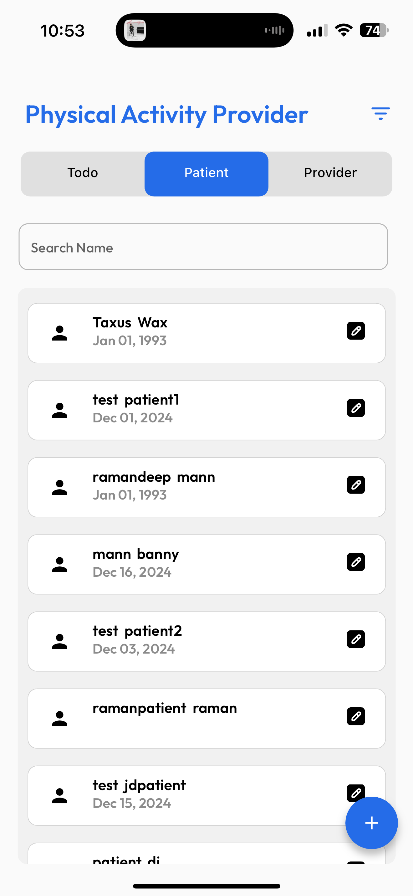 10:53
74
Physical Activity Provider
Todo
Patient
Provider
Search Name
Taxus Wax
Jan 01, 1993
test patient1
Dec 01, 2024
ramandeep mann
Jan 01, 1993
mann banny
Dec 16, 2024
test patient2
Dec 03, 2024
ramanpatient raman
test jdpatient
Dec 15, 2024
patient